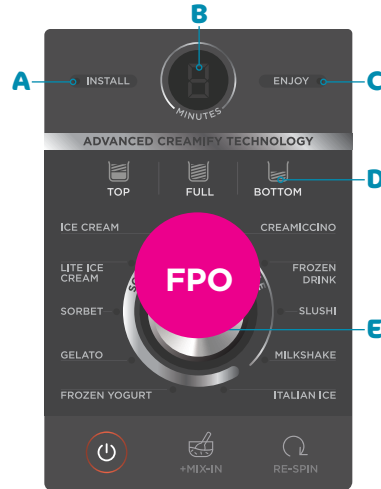 B
A
INSTALL
8
ENJOY
C
MINUTES
ADVANCED CREAMIFY TECHNOLOGY
TOP
FULL
BOTTOM
D
ICE CREAM
CREAMICCINO
LITE ICE
CREAM
FROZEN
DRINK
FPO
SORBET
SLUSHI
E
GELATO
MILKSHAKE
FROZEN YOGURT
ITALIAN ICE
+MIX-IN
RE-SPIN